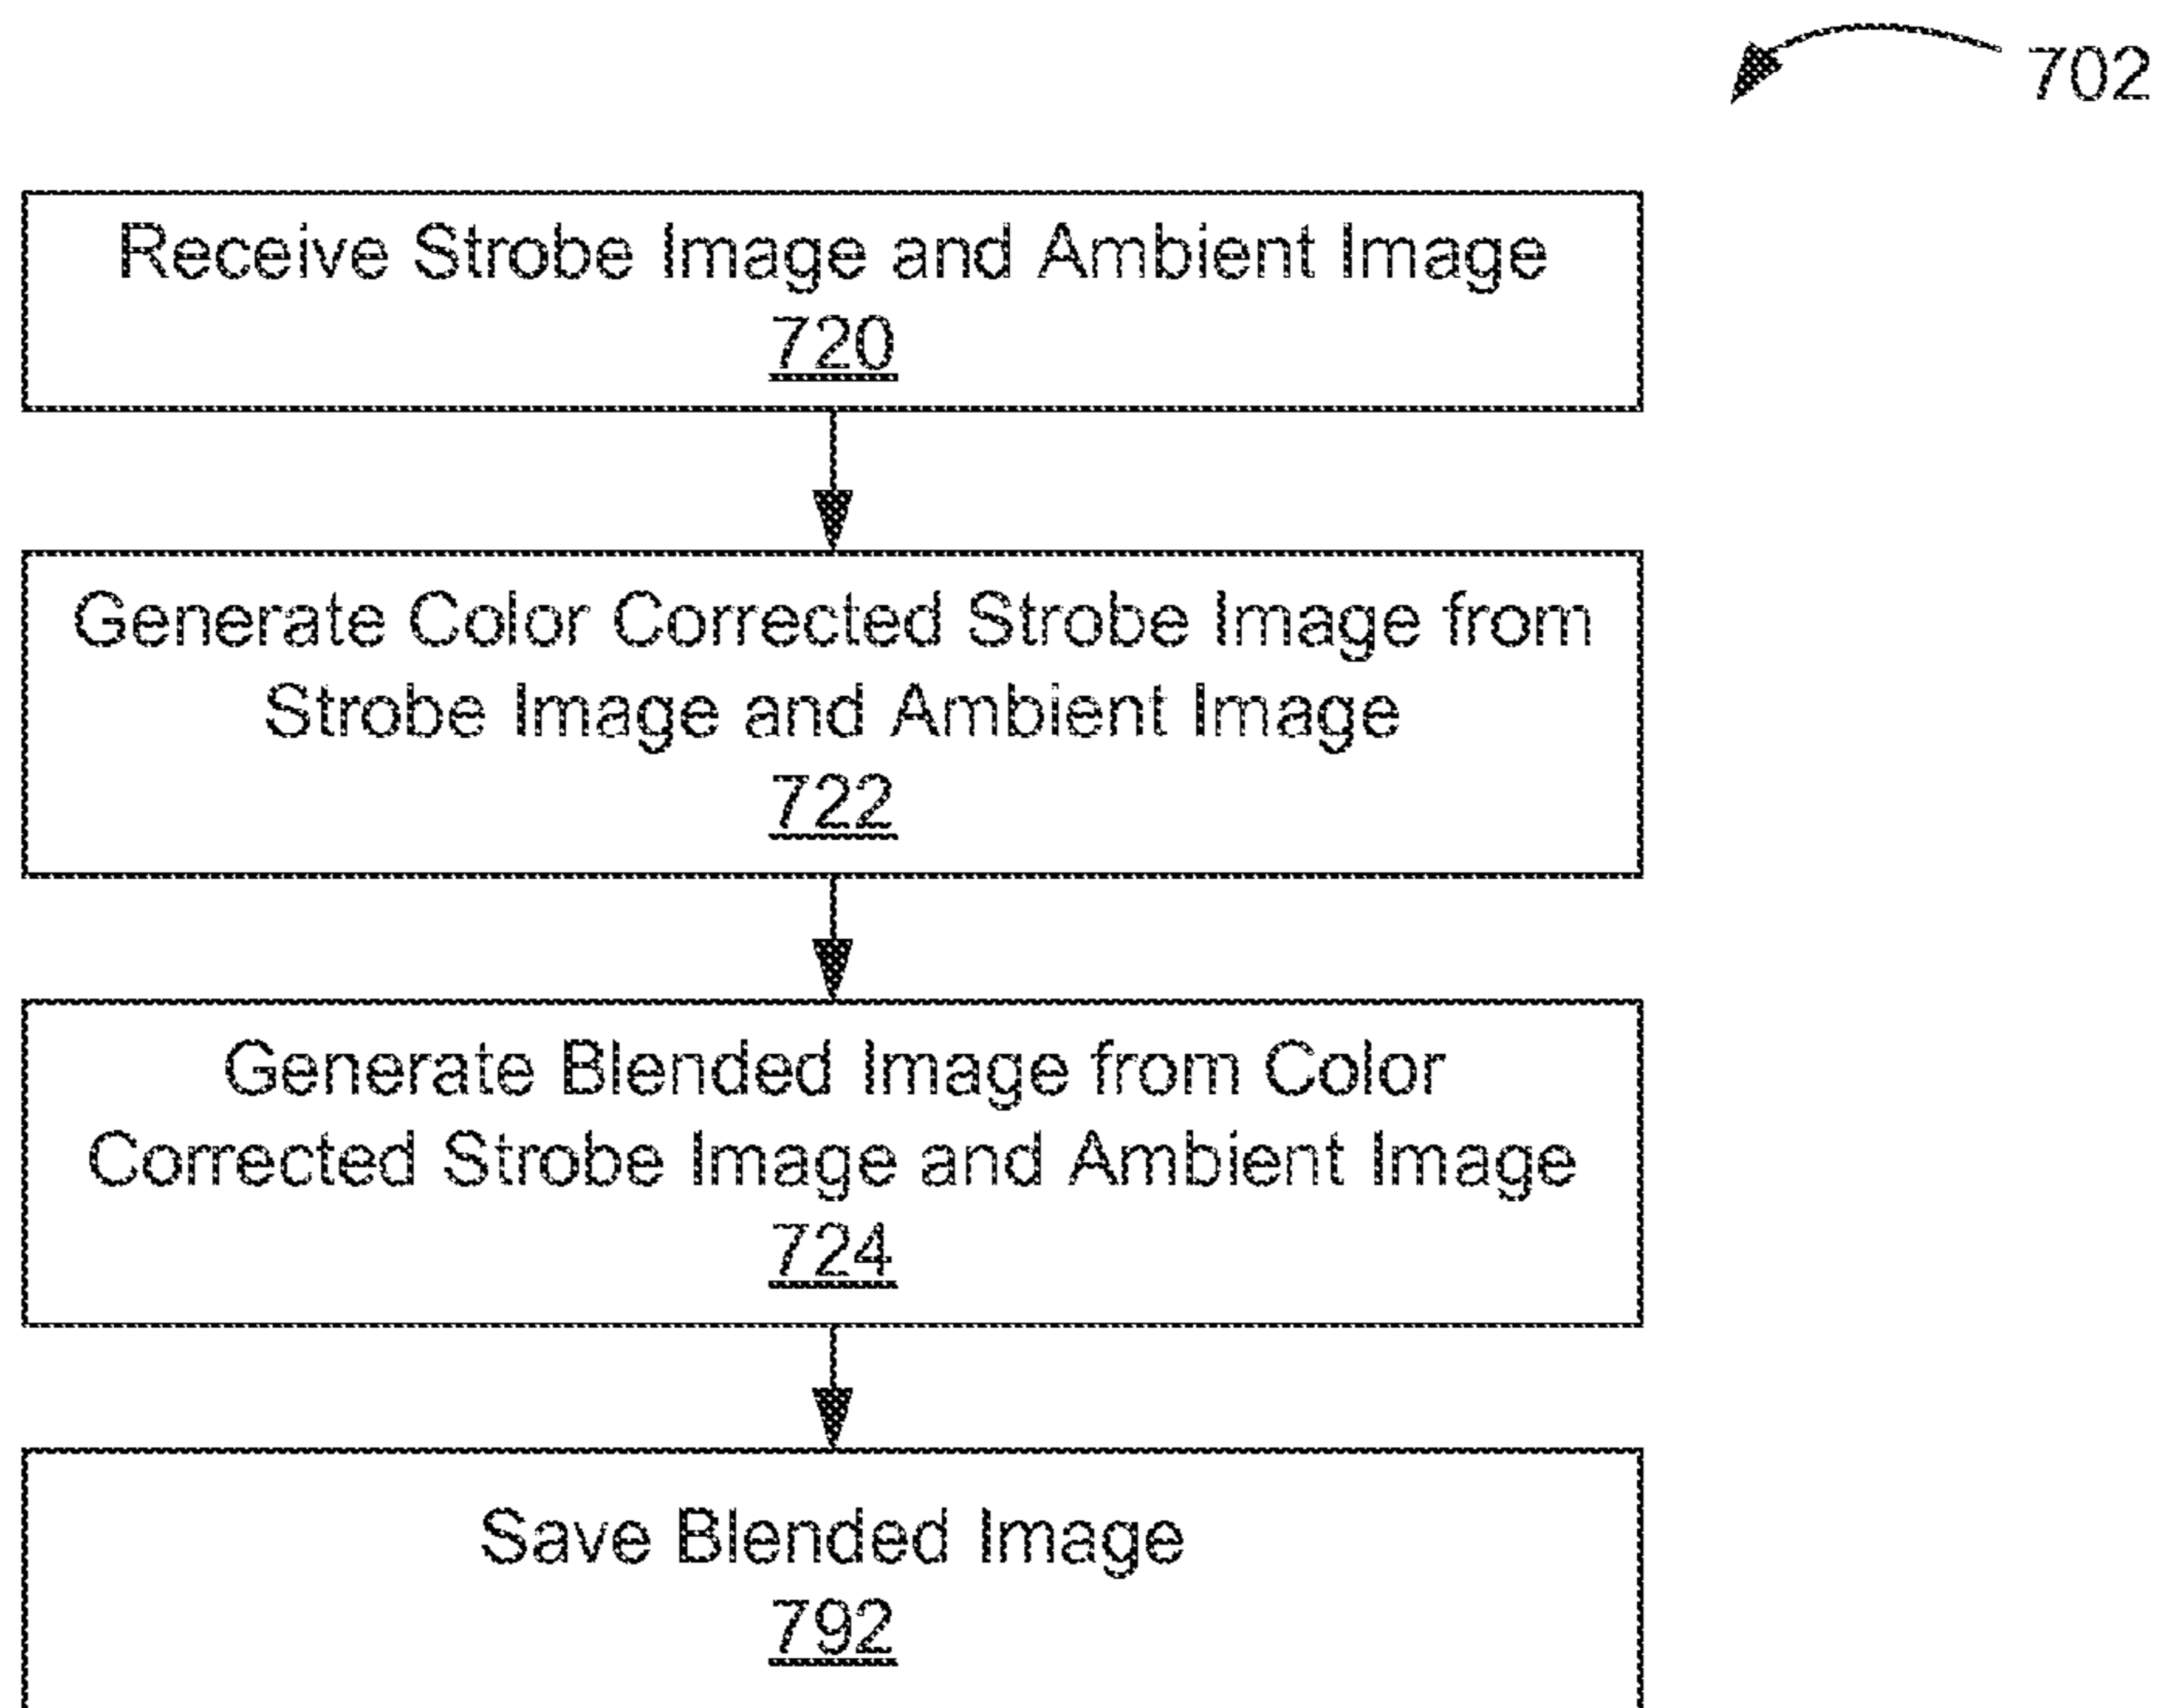 702
Receive Strobe Image and Ambient Image
720
Generate Color Corrected Strobe Image from
Strobe Image and Ambient Image
722
Generate Blended Image from Color
Corrected Strobe Image and Ambient Image
724
Save Blended Image
792